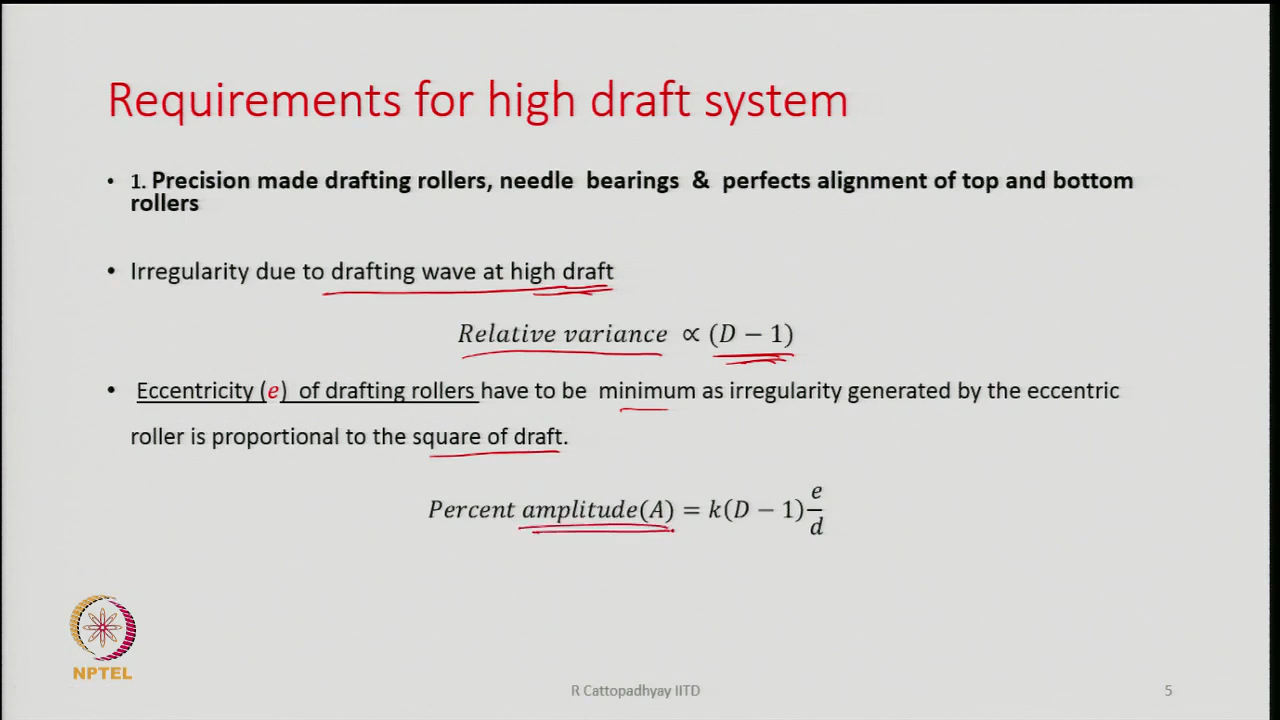 Requirements for high draft system
• 1. Precision made drafting rollers, needle bearings & perfects alignment of top and bottom
rollers
• Irregularity due to drafting wave at high draft
Relative variance ∝ (D − 1)
• Eccentricity (e) of drafting rollers have to be minimum as irregularity generated by the eccentric
roller is proportional to the square of draft.
Percent amplitude(A) = k(D − 1) e/d
NPTEL
R Cattopadhyay IITD
5